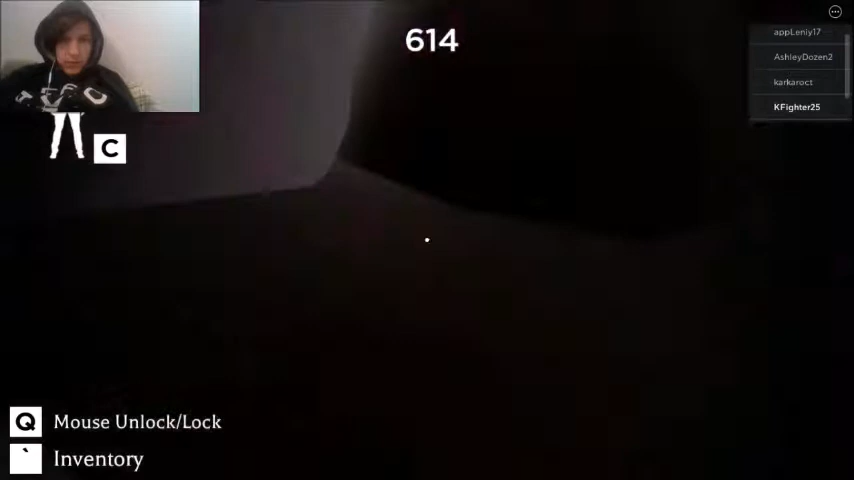 614
appLeniy17
AshleyDozen2
karkaroct
KFighter25
C
Q Mouse Unlock/Lock
` Inventory